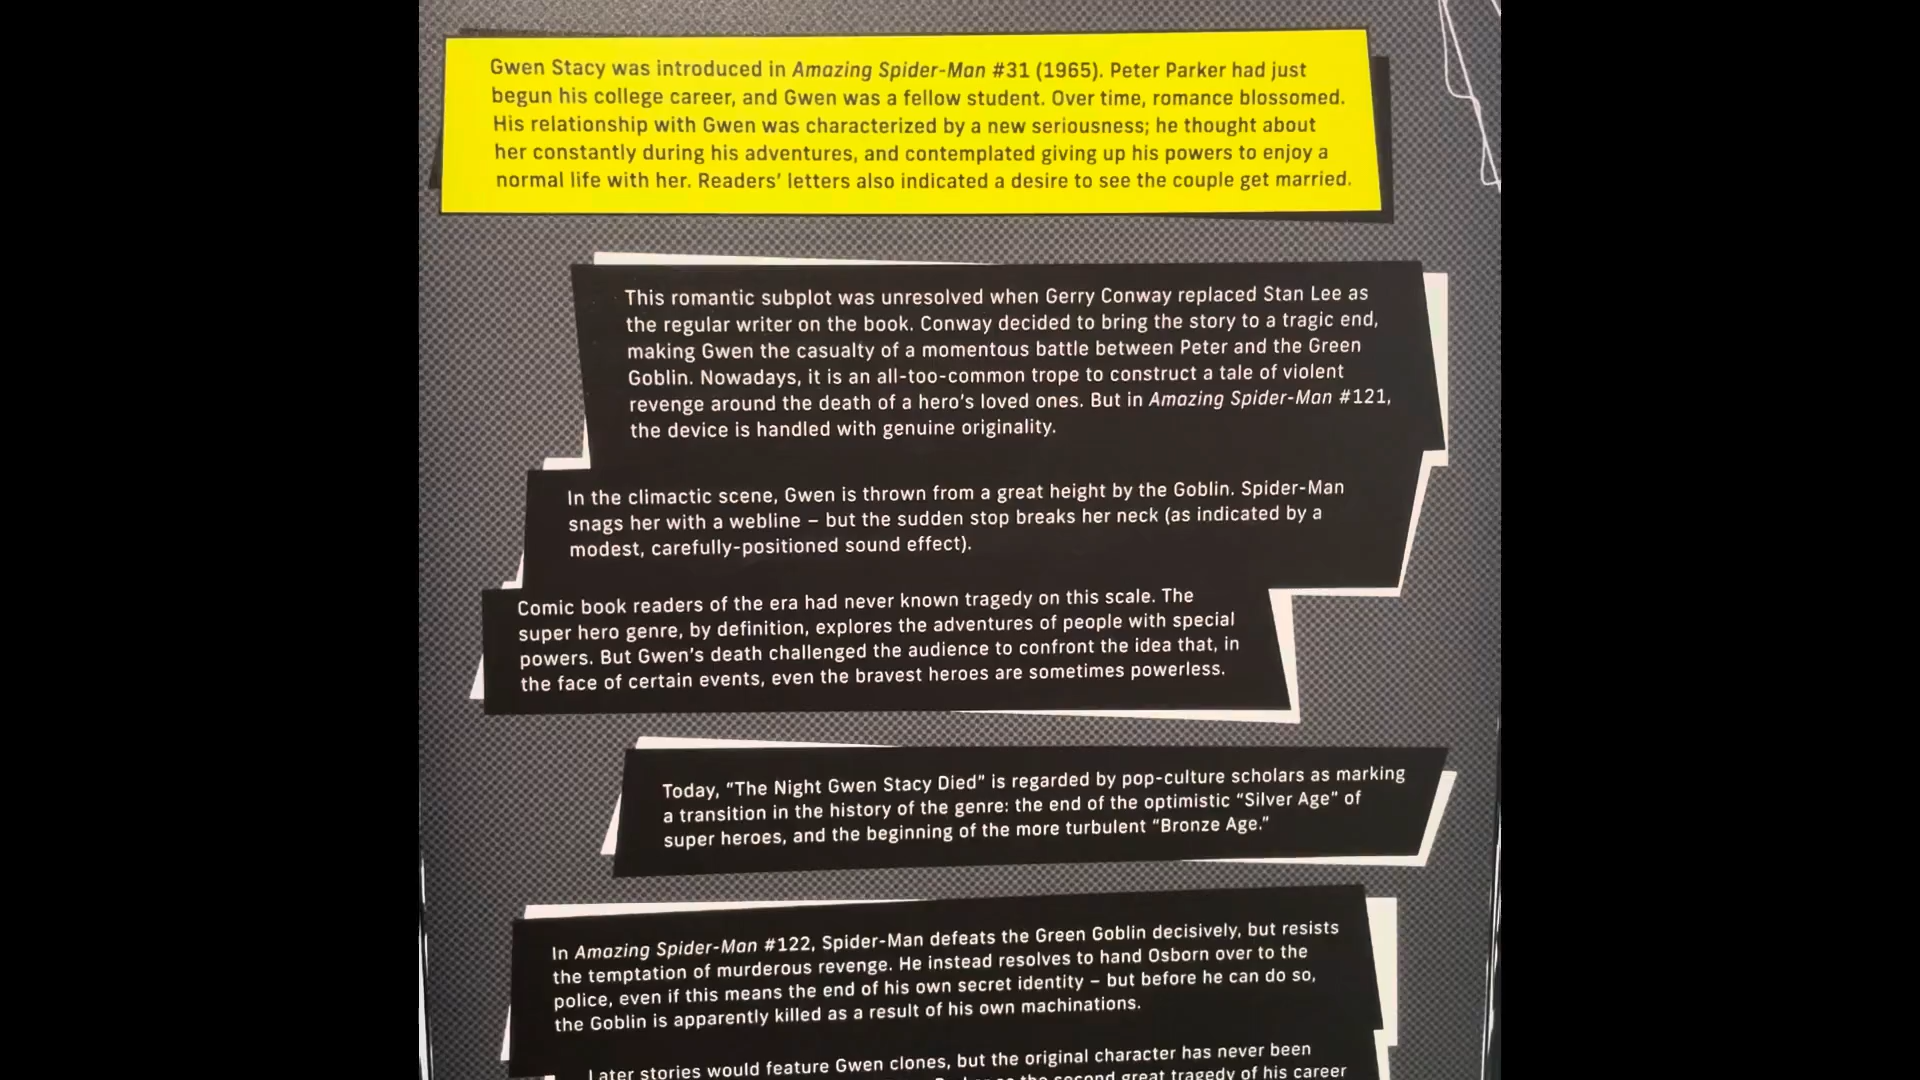 Gwen Stacy was introduced in Amazing Spider-Man #31 (1965). Peter Parker had just
begun his college career, and Gwen was a fellow student. Over time, romance blossomed.
His relationship with Gwen was characterized by a new seriousness; he thought about
her constantly during his adventures, and contemplated giving up his powers to enjoy a
normal life with her. Readers’ letters also indicated a desire to see the couple get married.
This romantic subplot was unresolved when Gerry Conway replaced Stan Lee as
the regular writer on the book. Conway decided to bring the story to a tragic end,
making Gwen the casualty of a momentous battle between Peter and the Green
Goblin. Nowadays, it is an all-too-common trope to construct a tale of violent
revenge around the death of a hero’s loved ones. But in Amazing Spider-Man #121,
the device is handled with genuine originality.
In the climactic scene, Gwen is thrown from a great height by the Goblin. Spider-Man
snags her with a webline – but the sudden stop breaks her neck (as indicated by a
modest, carefully-positioned sound effect).
Comic book readers of the era had never known tragedy on this scale. The
super hero genre, by definition, explores the adventures of people with special
powers. But Gwen’s death challenged the audience to confront the idea that, in
the face of certain events, even the bravest heroes are sometimes powerless.
Today, “The Night Gwen Stacy Died” is regarded by pop-culture scholars as marking
a transition in the history of the genre: the end of the optimistic “Silver Age” of
super heroes, and the beginning of the more turbulent “Bronze Age.”
In Amazing Spider-Man #122, Spider-Man defeats the Green Goblin decisively, but resists
the temptation of murderous revenge. He instead resolves to hand Osborn over to the
police, even if this means the end of his own secret identity – but before he can do so,
the Goblin is apparently killed as a result of his own machinations.
Later stories would feature Gwen clones, but the original character has never been
the second great tragedy of his career